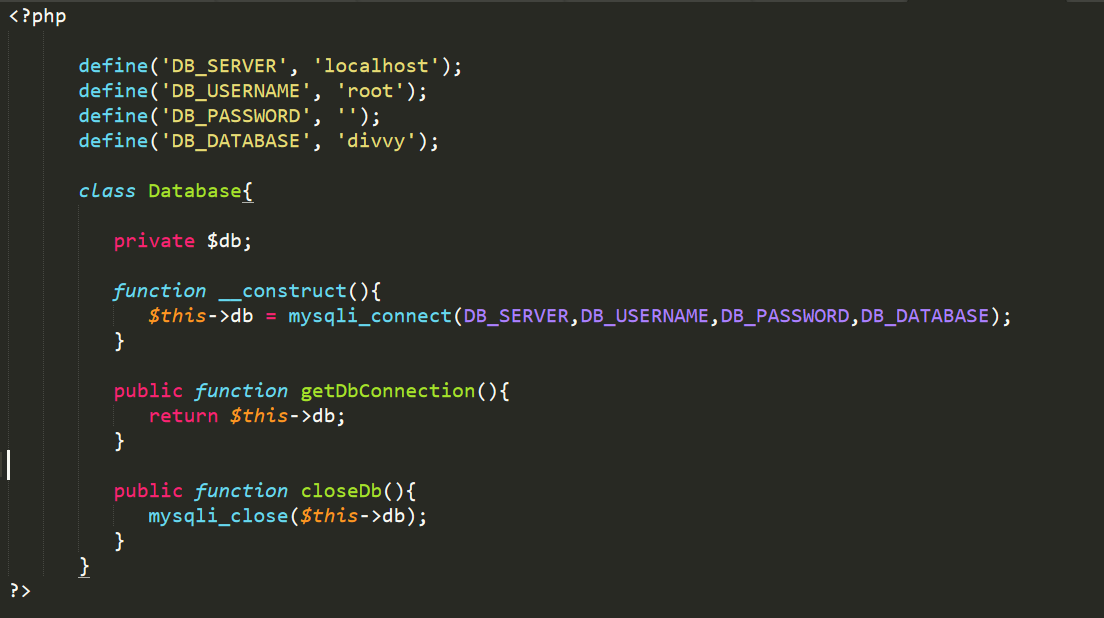 <?php
define('DB_SERVER', 'localhost');
define('DB_USERNAME', 'root');
define('DB_PASSWORD', '');
define('DB_DATABASE', 'divvy');
class Database{
private $db;
function __construct(){
$this->db = mysqli_connect(DB_SERVER,DB_USERNAME,DB_PASSWORD,DB_DATABASE);
}
public function getDbConnection(){
return $this->db;
}
public function closeDb(){
mysqli_close($this->db);
}
}
?>